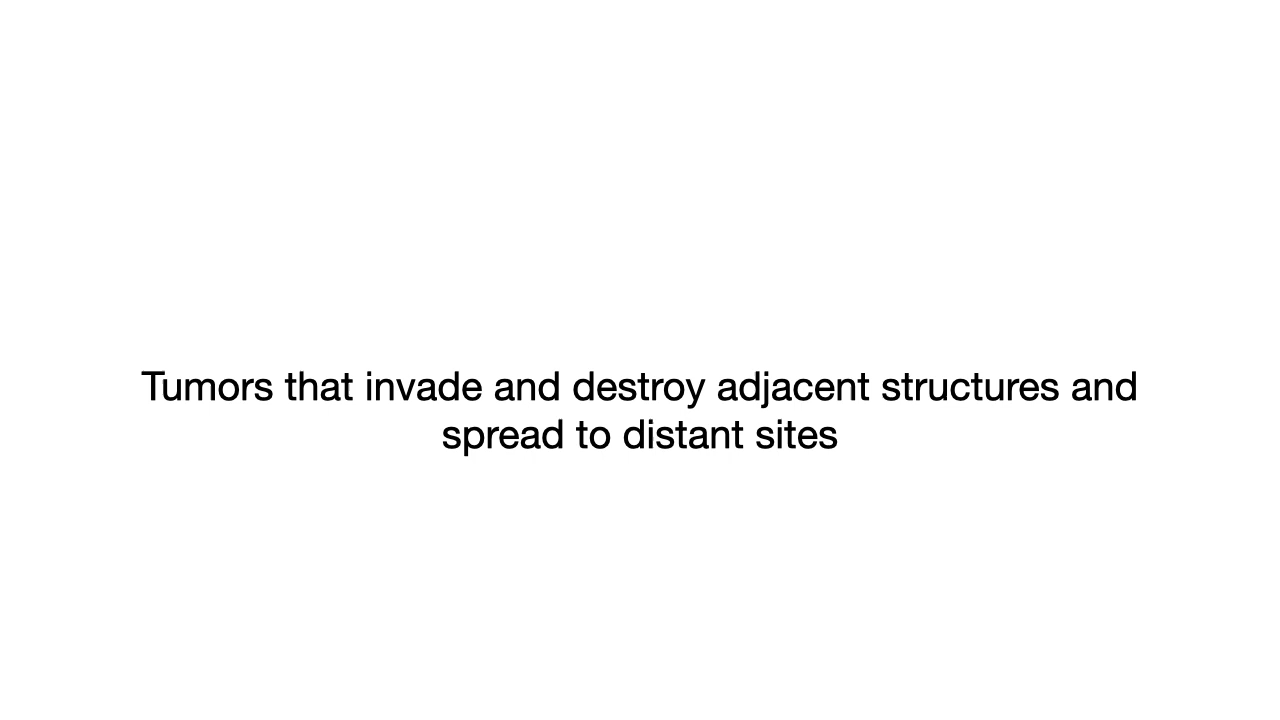 Tumors that invade and destroy adjacent structures and
spread to distant sites